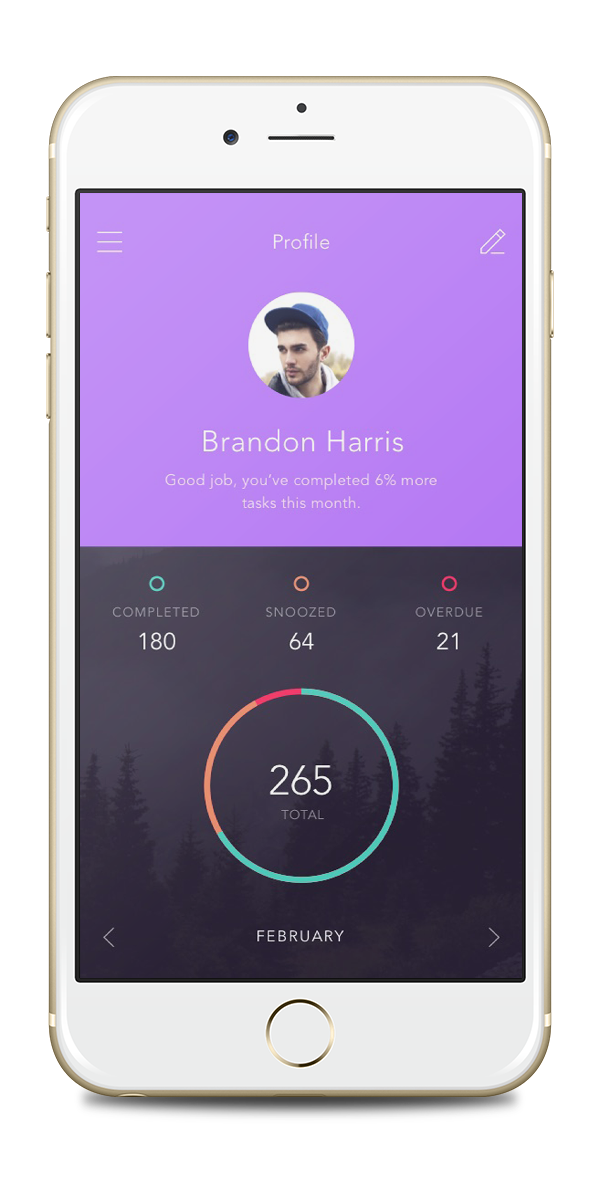 Profile
Brandon Harris
Good job, you’ve completed 6% more
tasks this month.
COMPLETED
180
SNOOZED
64
OVERDUE
21
265
TOTAL
FEBRUARY